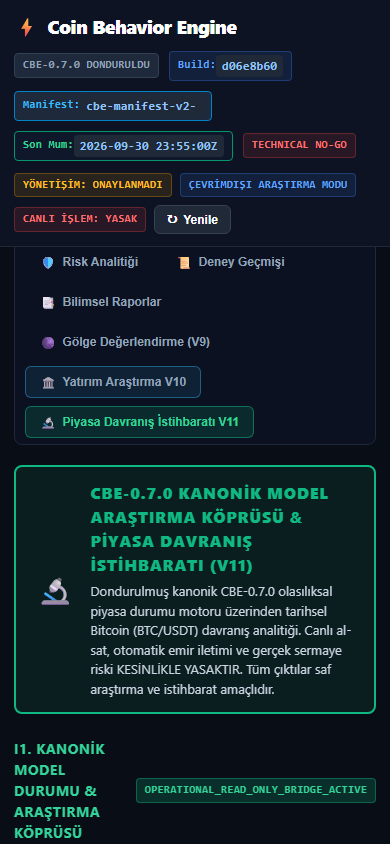 Coin Behavior Engine
CBE-0.7.0 DONDURULDU
Build: d06e8b60
Manifest: cbe-manifest-v2-
Son Mum: 2026-09-30 23:55:00Z
TECHNICAL NO-GO
YÖNETİŞİM: ONAYLANMADI
ÇEVRİMDIŞI ARAŞTIRMA MODU
CANLI İŞLEM: YASAK
↻ Yenile
Risk Analitiği
Deney Geçmişi
Bilimsel Raporlar
Gölge Değerlendirme (V9)
Yatırım Araştırma V10
Piyasa Davranış İstihbaratı V11
CBE-0.7.0 KANONİK MODEL
ARAŞTIRMA KÖPRÜSÜ &
PİYASA DAVRANIŞ
İSTİHBARATI (V11)
Dondurulmuş kanonik CBE-0.7.0 olasılıksal
piyasa durumu motoru üzerinden tarihsel
Bitcoin (BTC/USDT) davranış analitiği. Canlı al-
sat, otomatik emir iletimi ve gerçek sermaye
riski KESİNLİKLE YASAKTIR. Tüm çıktılar saf
araştırma ve istihbarat amaçlıdır.
I1. KANONİK
MODEL
DURUMU &
ARAŞTIRMA
KÖPRÜSÜ
OPERATIONAL_READ_ONLY_BRIDGE_ACTIVE